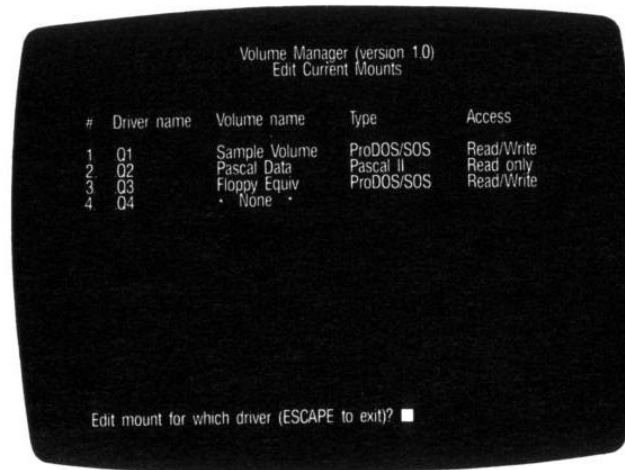 Volume Manager (version 1.0)
Edit Current Mounts
# Driver name Volume name Type Access
1 Q1 Sample Volume ProDOS/SOS Read/Write
2 Q2 Pascal Data Pascal II Read only
3 Q3 Floppy Equiv ProDOS/SOS Read/Write
4 Q4 * None *
Edit mount for which driver (ESCAPE to exit)?